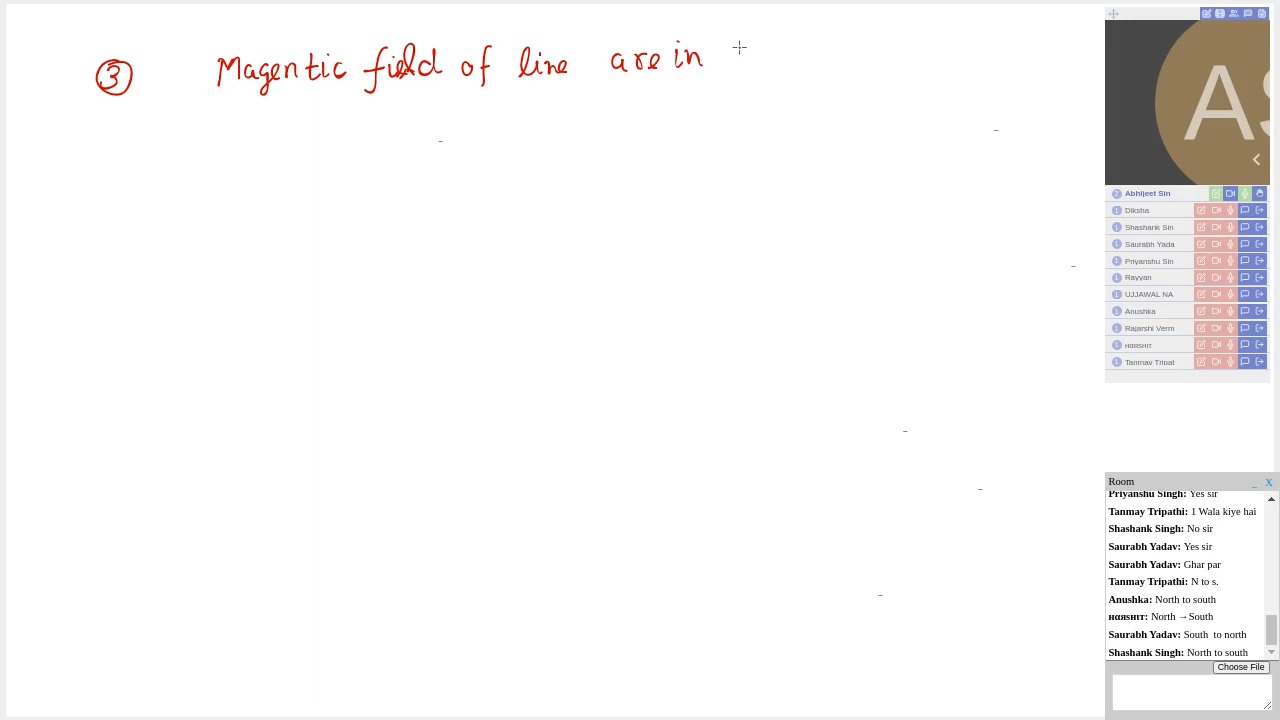 3 Magentic field of line are in
AS
Abhijeet Sin
Diksha
Shashank Sin
Saurabh Yada
Priyanshu Sin
Rayyan
UJJAWAL NA
Anushka
Rajarshi Verm
нαяѕнιт
Tanmay Tripat
Room _ X
Priyanshu Singh: Yes sir
Tanmay Tripathi: 1 Wala kiye hai
Shashank Singh: No sir
Saurabh Yadav: Yes sir
Saurabh Yadav: Ghar par
Tanmay Tripathi: N to s.
Anushka: North to south
нαяѕнιт: North →South
Saurabh Yadav: South to north
Shashank Singh: North to south
Choose File